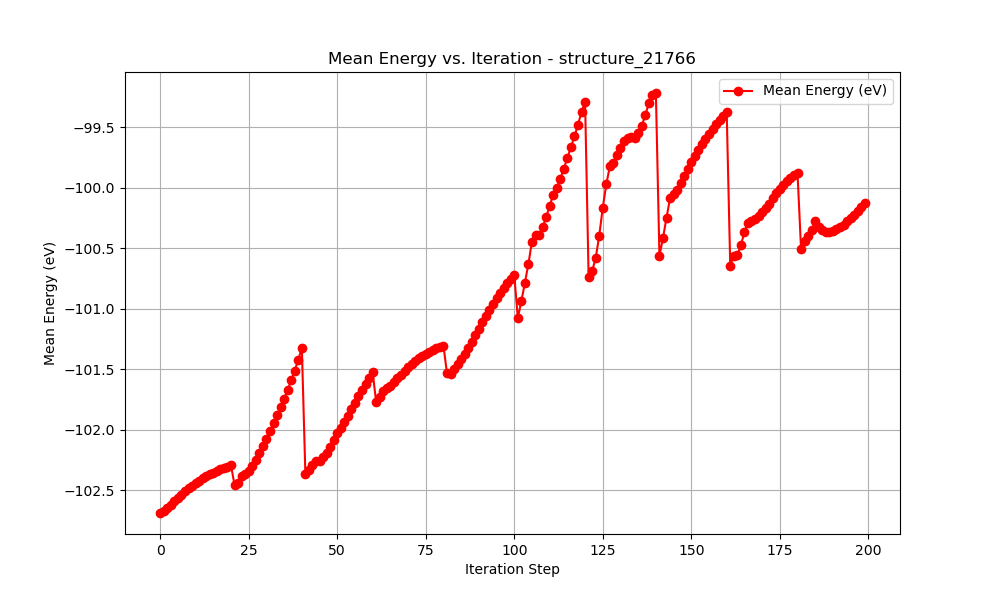 Mean Energy vs. Iteration - structure_21766
Mean Energy (eV)
−99.5
−100.0
−100.5
−101.0
−101.5
−102.0
−102.5
Mean Energy (eV)
0 25 50 75 100 125 150 175 200
Iteration Step